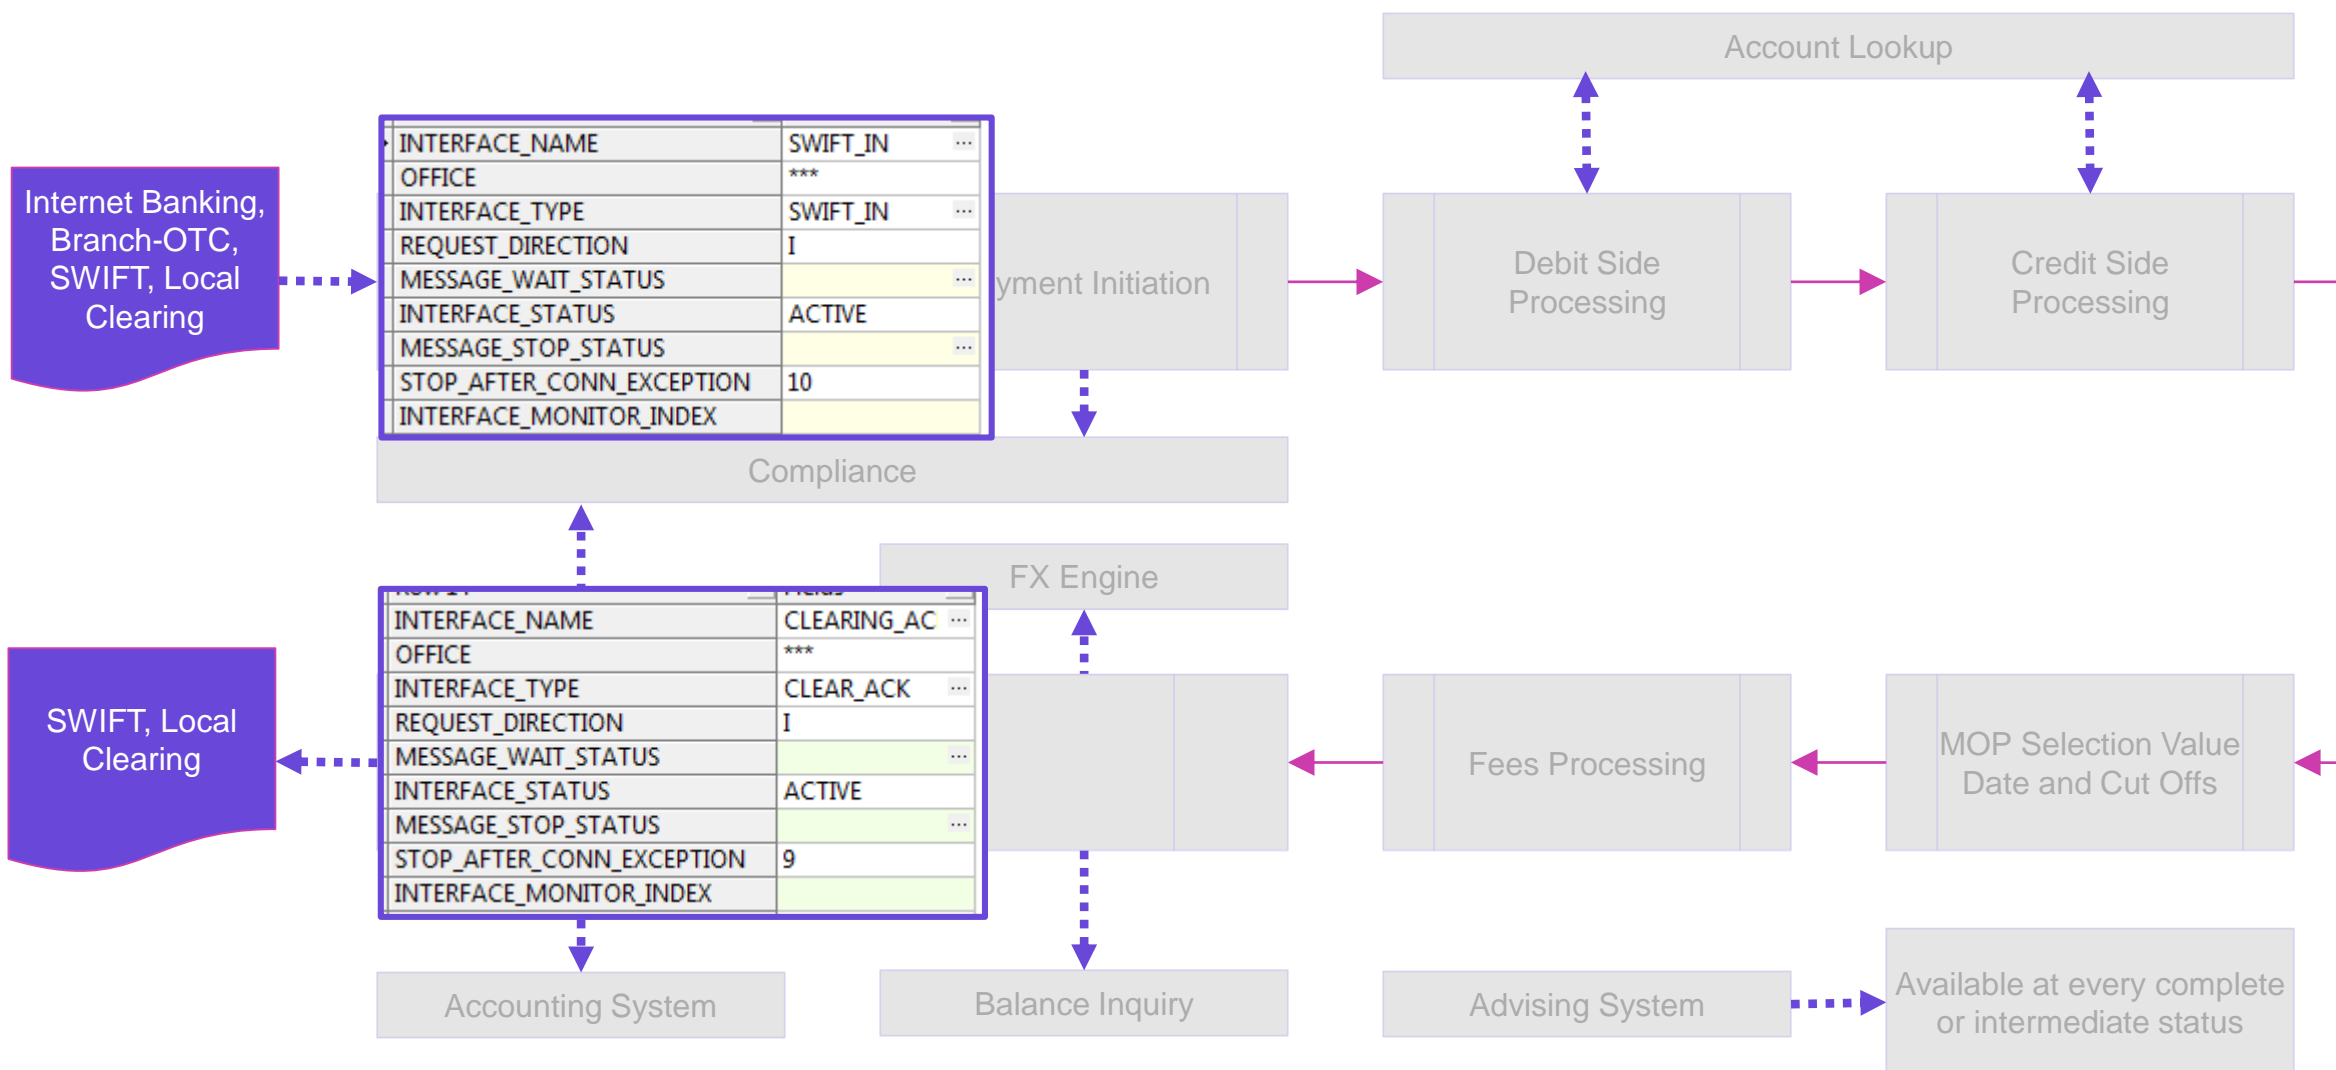 Account Lookup
Internet Banking,
Branch-OTC,
SWIFT, Local
Clearing
INTERFACE_NAME SWIFT_IN ...
OFFICE ***
INTERFACE_TYPE SWIFT_IN ...
REQUEST_DIRECTION I
MESSAGE_WAIT_STATUS ...
INTERFACE_STATUS ACTIVE
MESSAGE_STOP_STATUS ...
STOP_AFTER_CONN_EXCEPTION 10
INTERFACE_MONITOR_INDEX
yment Initiation
Debit Side
Processing
Credit Side
Processing
Compliance
FX Engine
SWIFT, Local
Clearing
INTERFACE_NAME CLEARING_AC ...
OFFICE ***
INTERFACE_TYPE CLEAR_ACK ...
REQUEST_DIRECTION I
MESSAGE_WAIT_STATUS ...
INTERFACE_STATUS ACTIVE
MESSAGE_STOP_STATUS ...
STOP_AFTER_CONN_EXCEPTION 9
INTERFACE_MONITOR_INDEX
Fees Processing
MOP Selection Value
Date and Cut Offs
Accounting System
Balance Inquiry
Advising System
Available at every complete
or intermediate status